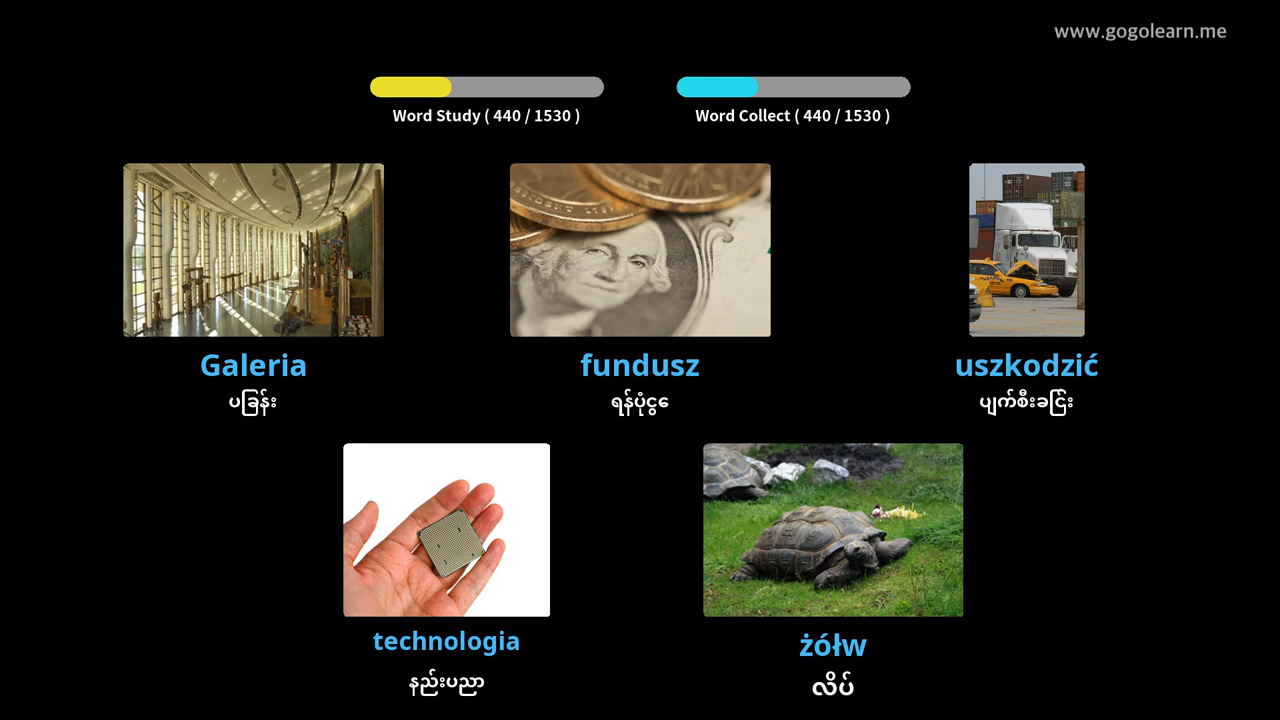 www.gogolearn.me
Word Study ( 440 / 1530 )
Word Collect ( 440 / 1530 )
Galeria
fundusz
uszkodzić
ပခြန်း
ရန်ပုံငွေ
ပျက်စီးခြင်း
technologia
żółw
နည်းပညာ
လိပ်